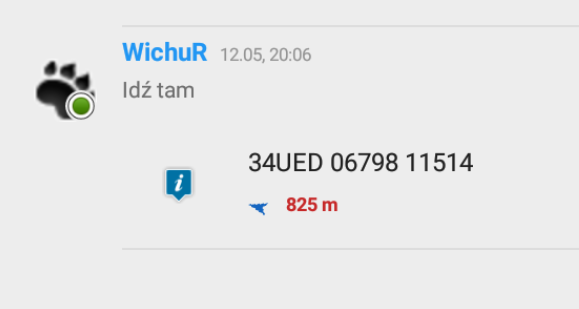 WichuR 12.05, 20:06
Idź tam
34UED 06798 11514
825 m